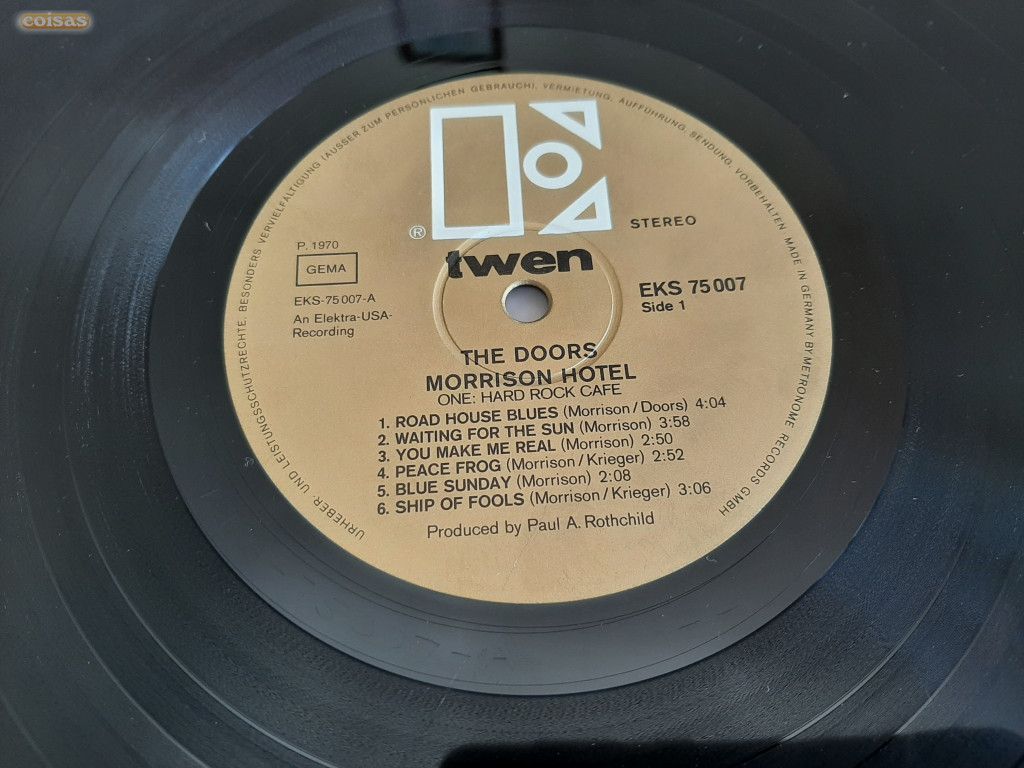 coisas
URHEBER UND LEISTUNGSSCHUTZRECHTE, BESONDERS VERVIELFÄLTIGUNG (AUSSER ZUM PERSÖNLICHEN GEBRAUCH), VERMIETUNG, AUFFÜHRUNG, SENDUNG, VORBEHALTEN. MADE IN GERMANY BY METRONOME RECORDS GMBH
®
STEREO
P. 1970
GEMA
twen
EKS-75 007-A
EKS 75 007
Side 1
An Elektra-USA-
Recording
THE DOORS
MORRISON HOTEL
ONE: HARD ROCK CAFE
1. ROAD HOUSE BLUES (Morrison/Doors) 4:04
2. WAITING FOR THE SUN (Morrison) 3:58
3. YOU MAKE ME REAL (Morrison) 2:50
4. PEACE FROG (Morrison/Krieger) 2:52
5. BLUE SUNDAY (Morrison) 2:08
6. SHIP OF FOOLS (Morrison/Krieger) 3:06
Produced by Paul A. Rothchild